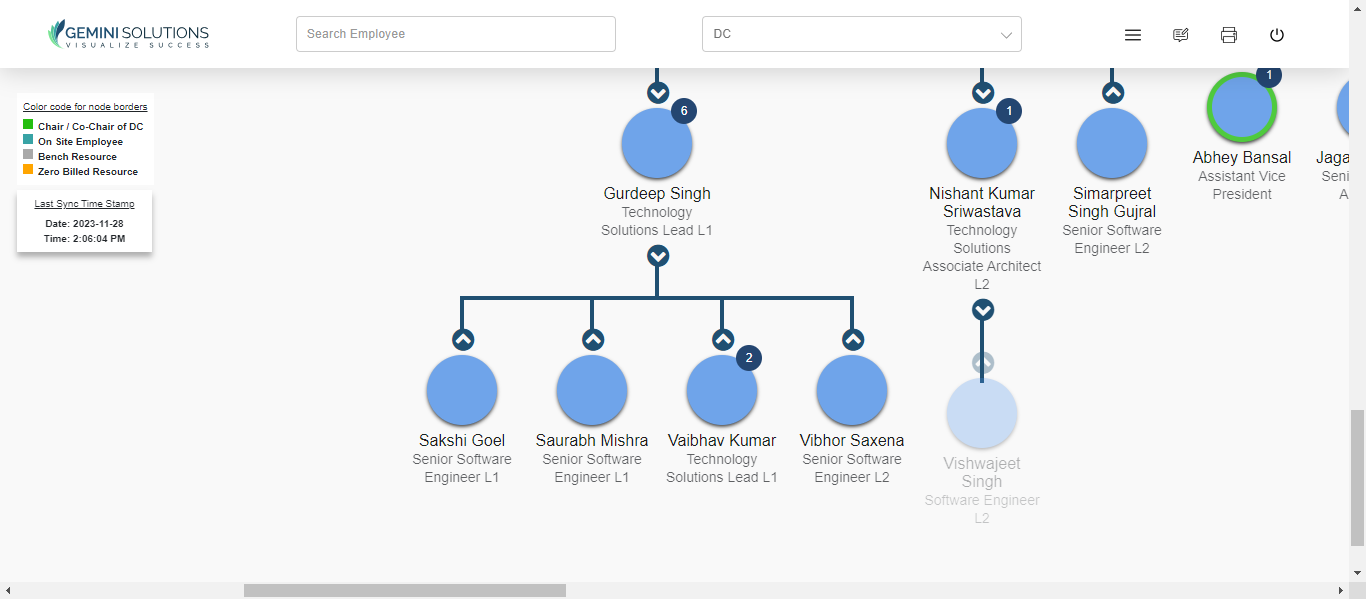 GEMINI SOLUTIONS
VISUALIZE SUCCESS
Search Employee
DC
Color code for node borders
Chair / Co-Chair of DC
On Site Employee
Bench Resource
Zero Billed Resource
Last Sync Time Stamp
Date: 2023-11-28
Time: 2:06:04 PM
6
Gurdeep Singh
Technology
Solutions Lead L1
1
Nishant Kumar
Sriwastava
Technology
Solutions
Associate Architect
L2
Simarpreet
Singh Gujral
Senior Software
Engineer L2
1
Abhey Bansal
Assistant Vice
President
Sakshi Goel
Senior Software
Engineer L1
Saurabh Mishra
Senior Software
Engineer L1
2
Vaibhav Kumar
Technology
Solutions Lead L1
Vibhor Saxena
Senior Software
Engineer L2
Vishwajeet
Singh
Software Engineer
L2